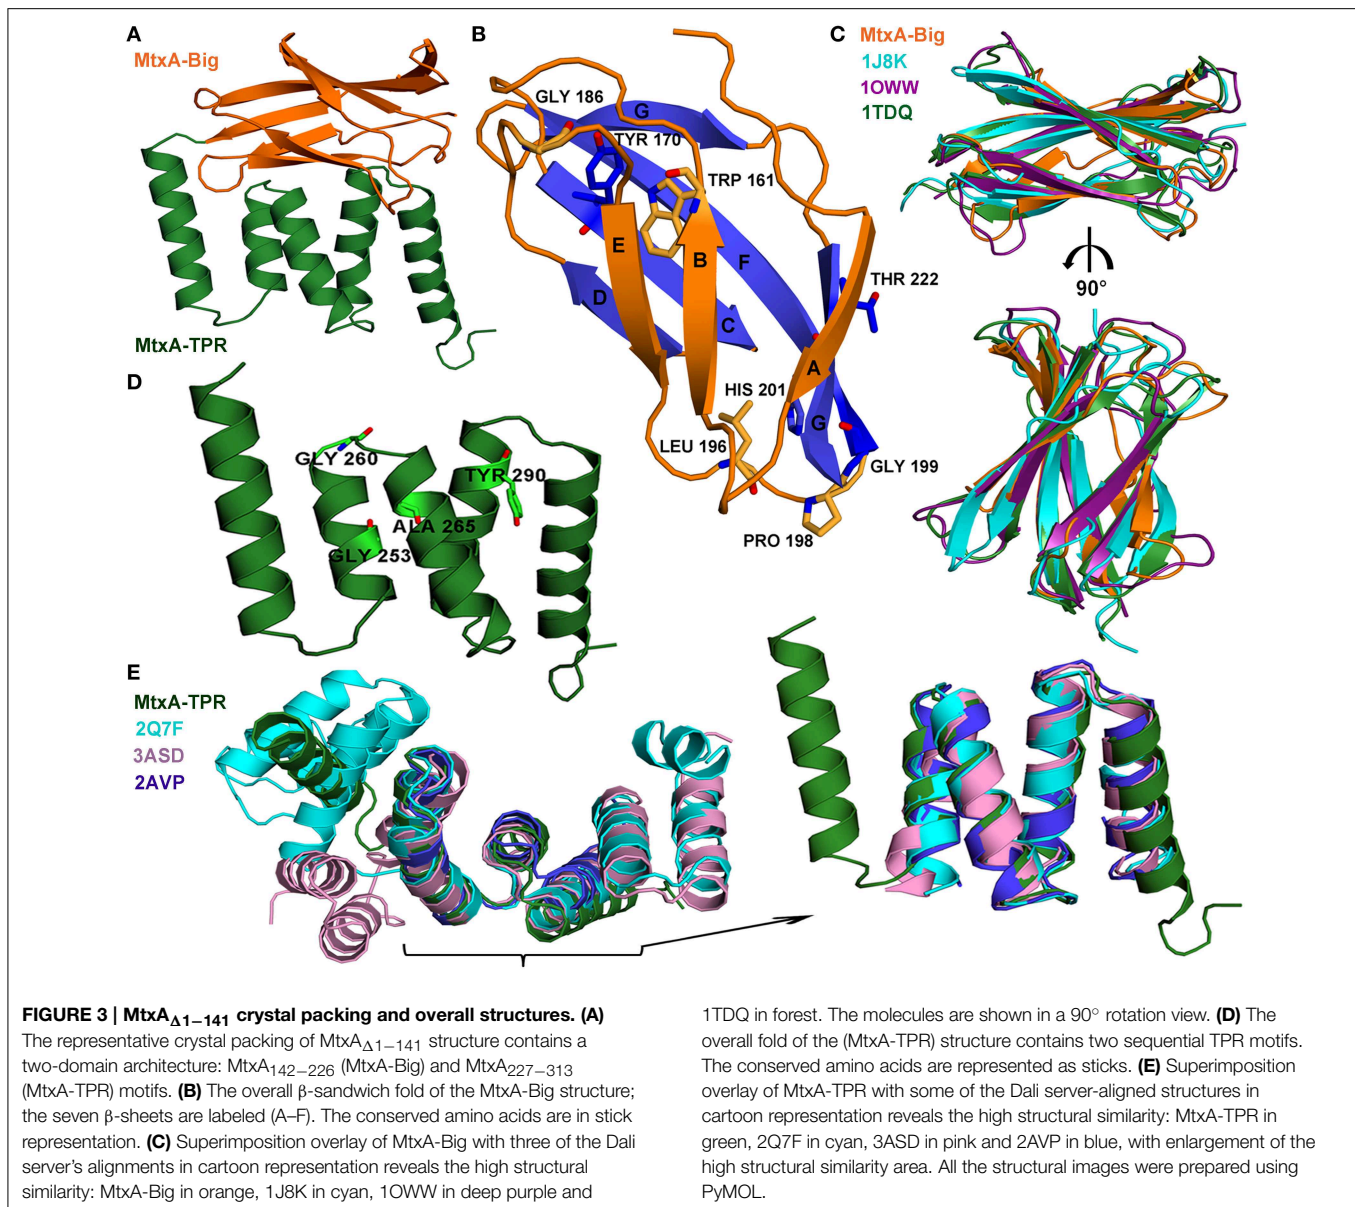 A
MtxA-Big
MtxA-TPR
B
GLY 186
G
TYR 170
TRP 161
E
B
F
D
C
THR 222
A
HIS 201
G
LEU 196
GLY 199
PRO 198
C
MtxA-Big
1J8K
1OWW
1TDQ
90°
D
GLY 260
TYR 290
ALA 265
GLY 253
E
MtxA-TPR
2Q7F
3ASD
2AVP
FIGURE 3 | MtxAΔ1−141 crystal packing and overall structures. (A)
The representative crystal packing of MtxAΔ1−141 structure contains a
two-domain architecture: MtxA142−226 (MtxA-Big) and MtxA227−313
(MtxA-TPR) motifs. (B) The overall β-sandwich fold of the MtxA-Big structure;
the seven β-sheets are labeled (A–F). The conserved amino acids are in stick
representation. (C) Superimposition overlay of MtxA-Big with three of the Dali
server's alignments in cartoon representation reveals the high structural
similarity: MtxA-Big in orange, 1J8K in cyan, 1OWW in deep purple and
1TDQ in forest. The molecules are shown in a 90° rotation view. (D) The
overall fold of the (MtxA-TPR) structure contains two sequential TPR motifs.
The conserved amino acids are represented as sticks. (E) Superimposition
overlay of MtxA-TPR with some of the Dali server-aligned structures in
cartoon representation reveals the high structural similarity: MtxA-TPR in
green, 2Q7F in cyan, 3ASD in pink and 2AVP in blue, with enlargement of the
high structural similarity area. All the structural images were prepared using
PyMOL.